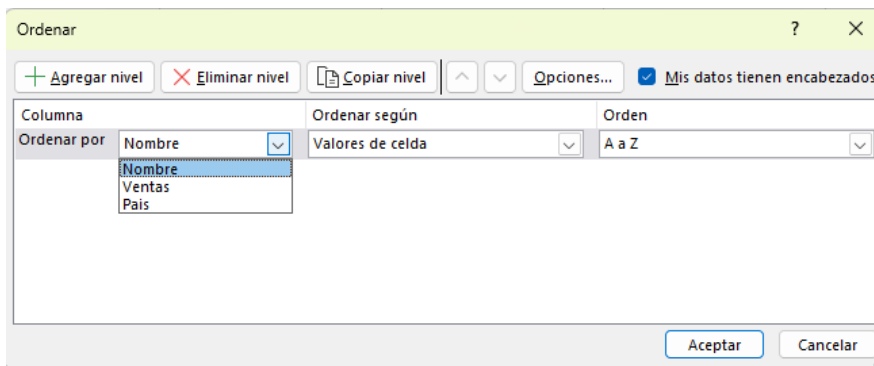 Ordenar ?
Agregar nivel Eliminar nivel Copiar nivel Opciones... Mis datos tienen encabezados
Columna Ordenar según Orden
Ordenar por Nombre Valores de celda A a Z
Nombre
Ventas
Pais
Aceptar Cancelar